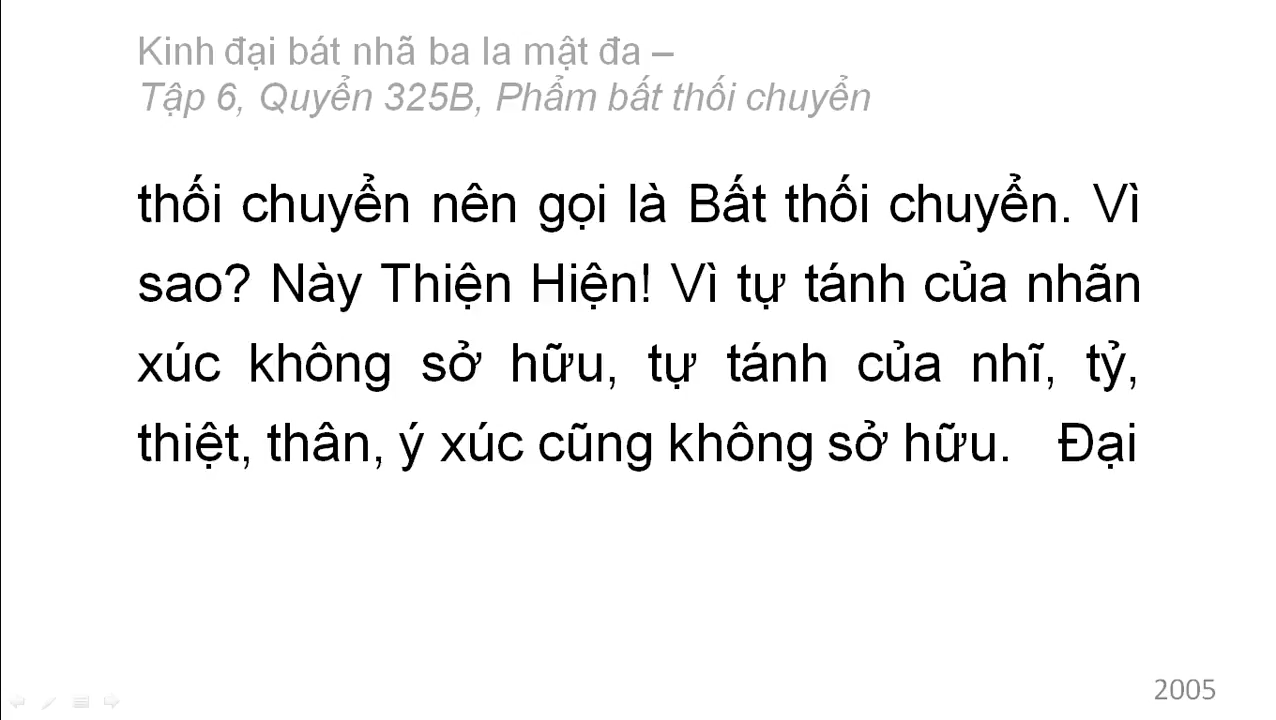 Kinh đại bát nhã ba la mật đa –
Tập 6, Quyển 325B, Phẩm bất thối chuyển
thối chuyển nên gọi là Bất thối chuyển. Vì
sao? Này Thiện Hiện! Vì tự tánh của nhãn
xúc không sở hữu, tự tánh của nhĩ, tỷ,
thiệt, thân, ý xúc cũng không sở hữu. Đại
2005